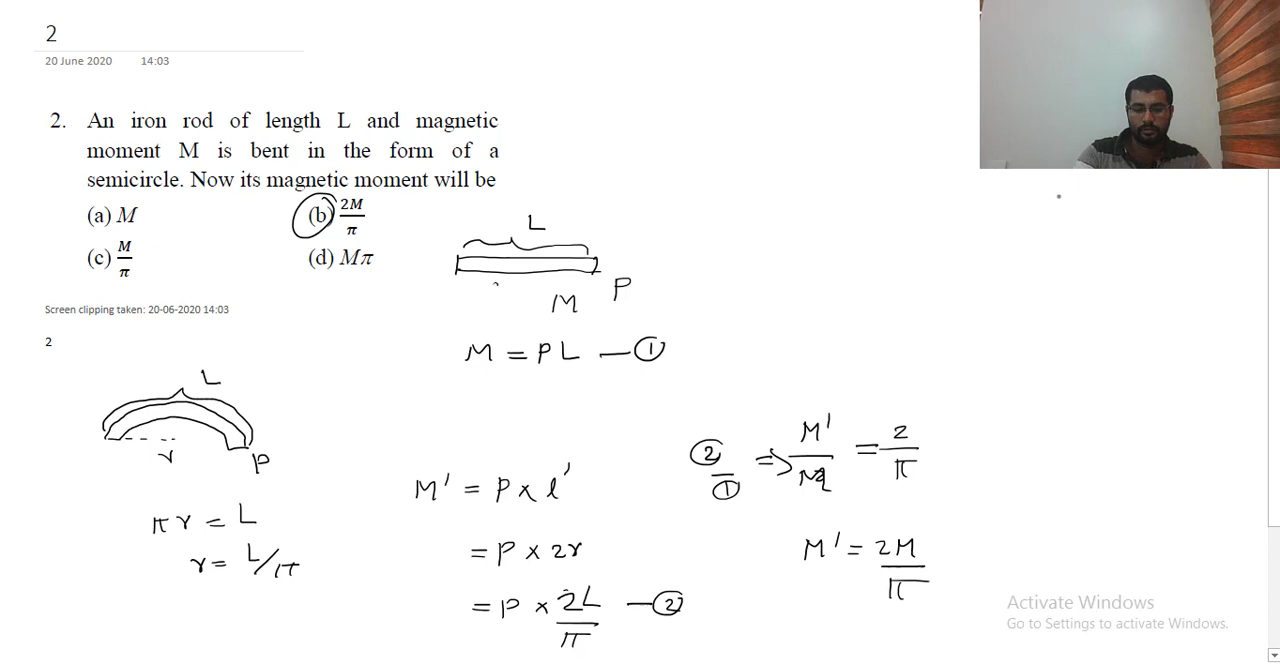 2
20 June 2020 14:03
2. An iron rod of length L and magnetic
moment M is bent in the form of a
semicircle. Now its magnetic moment will be
(a) M (b) 2M/π
(c) M/π (d) Mπ
Screen clipping taken: 20-06-2020 14:03
2
L
M P
M = PL — ①
L
r P
πr = L
r = L/π
M' = P × l'
= P × 2r
= P × 2L/π — ②
②/① ⇒ M'/M = 2/π
M' = 2M/π
Activate Windows
Go to Settings to activate Windows.